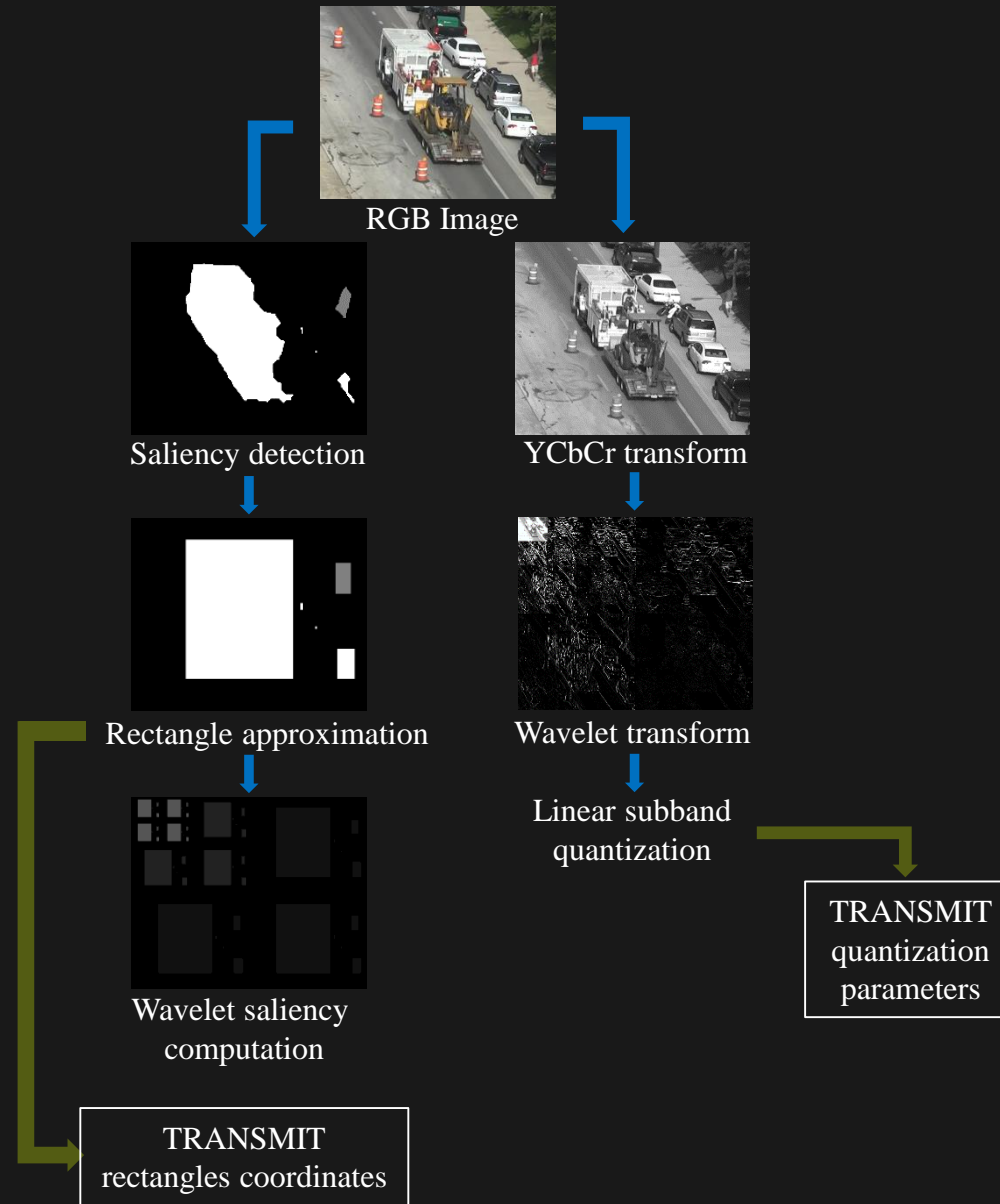 RGB Image
Saliency detection
YCbCr transform
Rectangle approximation
Wavelet transform
Linear subband
quantization
Wavelet saliency
computation
TRANSMIT
quantization
parameters
TRANSMIT
rectangles coordinates